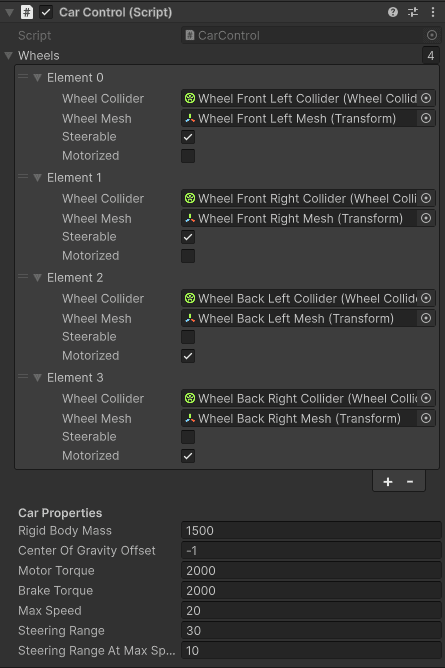 Car Control (Script)
Script CarControl
Wheels 4
Element 0
Wheel Collider Wheel Front Left Collider (Wheel Collid
Wheel Mesh Wheel Front Left Mesh (Transform)
Steerable
Motorized
Element 1
Wheel Collider Wheel Front Right Collider (Wheel Colli
Wheel Mesh Wheel Front Right Mesh (Transform)
Steerable
Motorized
Element 2
Wheel Collider Wheel Back Left Collider (Wheel Collid
Wheel Mesh Wheel Back Left Mesh (Transform)
Steerable
Motorized
Element 3
Wheel Collider Wheel Back Right Collider (Wheel Collic
Wheel Mesh Wheel Back Right Mesh (Transform)
Steerable
Motorized
+ -
Car Properties
Rigid Body Mass 1500
Center Of Gravity Offset -1
Motor Torque 2000
Brake Torque 2000
Max Speed 20
Steering Range 30
Steering Range At Max Sp... 10